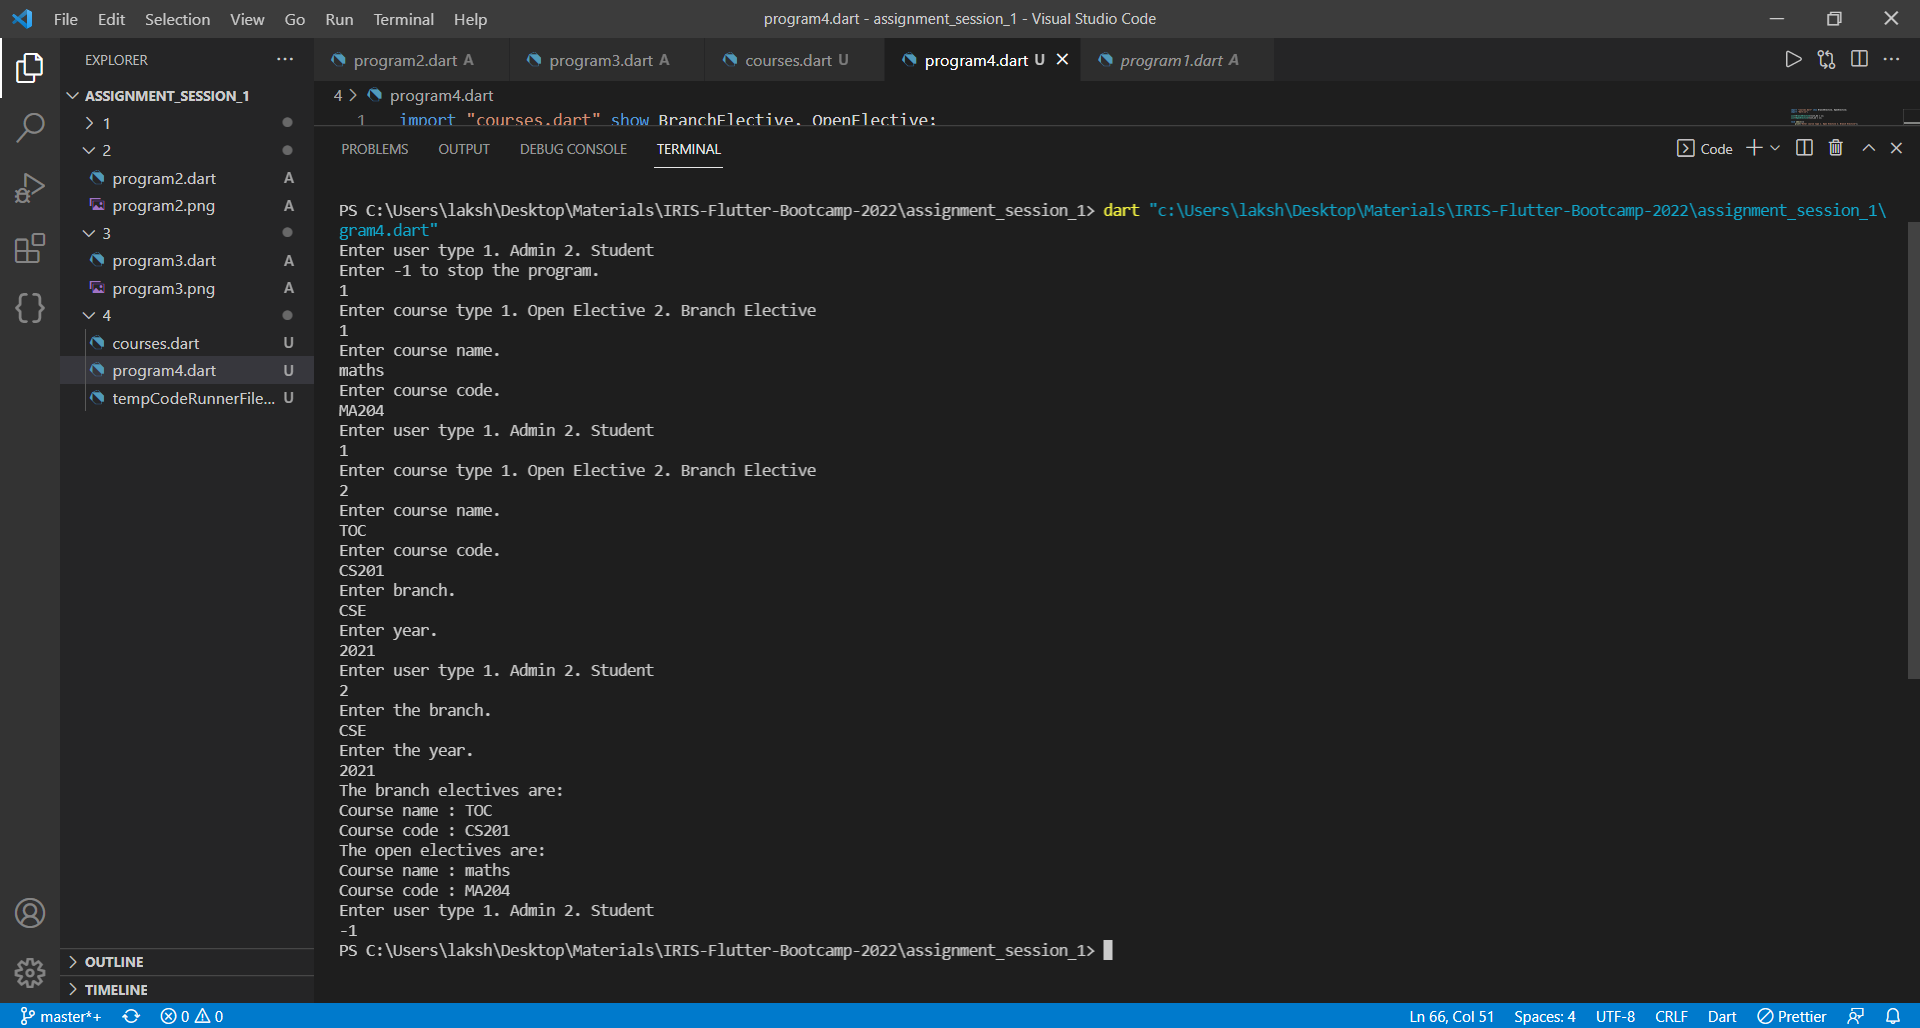 File Edit Selection View Go Run Terminal Help program4.dart - assignment_session_1 - Visual Studio Code
EXPLORER
program2.dart A program3.dart A courses.dart U program4.dart U program1.dart A
ASSIGNMENT_SESSION_1
1
2
program2.dart A
program2.png A
3
program3.dart A
program3.png A
4
courses.dart U
program4.dart U
tempCodeRunnerFile... U
OUTLINE
TIMELINE
4 > program4.dart
1 import "courses.dart" show BranchElective, OpenElective;
PROBLEMS OUTPUT DEBUG CONSOLE TERMINAL Code
PS C:\Users\laksh\Desktop\Materials\IRIS-Flutter-Bootcamp-2022\assignment_session_1> dart "c:\Users\laksh\Desktop\Materials\IRIS-Flutter-Bootcamp-2022\assignment_session_1\
gram4.dart"
Enter user type 1. Admin 2. Student
Enter -1 to stop the program.
1
Enter course type 1. Open Elective 2. Branch Elective
1
Enter course name.
maths
Enter course code.
MA204
Enter user type 1. Admin 2. Student
1
Enter course type 1. Open Elective 2. Branch Elective
2
Enter course name.
TOC
Enter course code.
CS201
Enter branch.
CSE
Enter year.
2021
Enter user type 1. Admin 2. Student
2
Enter the branch.
CSE
Enter the year.
2021
The branch electives are:
Course name : TOC
Course code : CS201
The open electives are:
Course name : maths
Course code : MA204
Enter user type 1. Admin 2. Student
-1
PS C:\Users\laksh\Desktop\Materials\IRIS-Flutter-Bootcamp-2022\assignment_session_1>
master*+ 0 0 Ln 66, Col 51 Spaces: 4 UTF-8 CRLF Dart Prettier